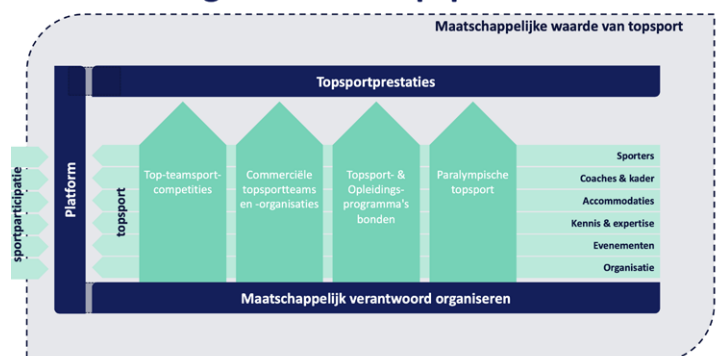 Maatschappelijke waarde van topsport
Topsportprestaties
sportparticipatie
Platform
topsport
Top-teamsport-
competities
Commerciële
topsportteams
en -organisaties
Topsport- &
Opleidings-
programma's
bonden
Paralympische
topsport
Sporters
Coaches & kader
Accommodaties
Kennis & expertise
Evenementen
Organisatie
Maatschappelijk verantwoord organiseren